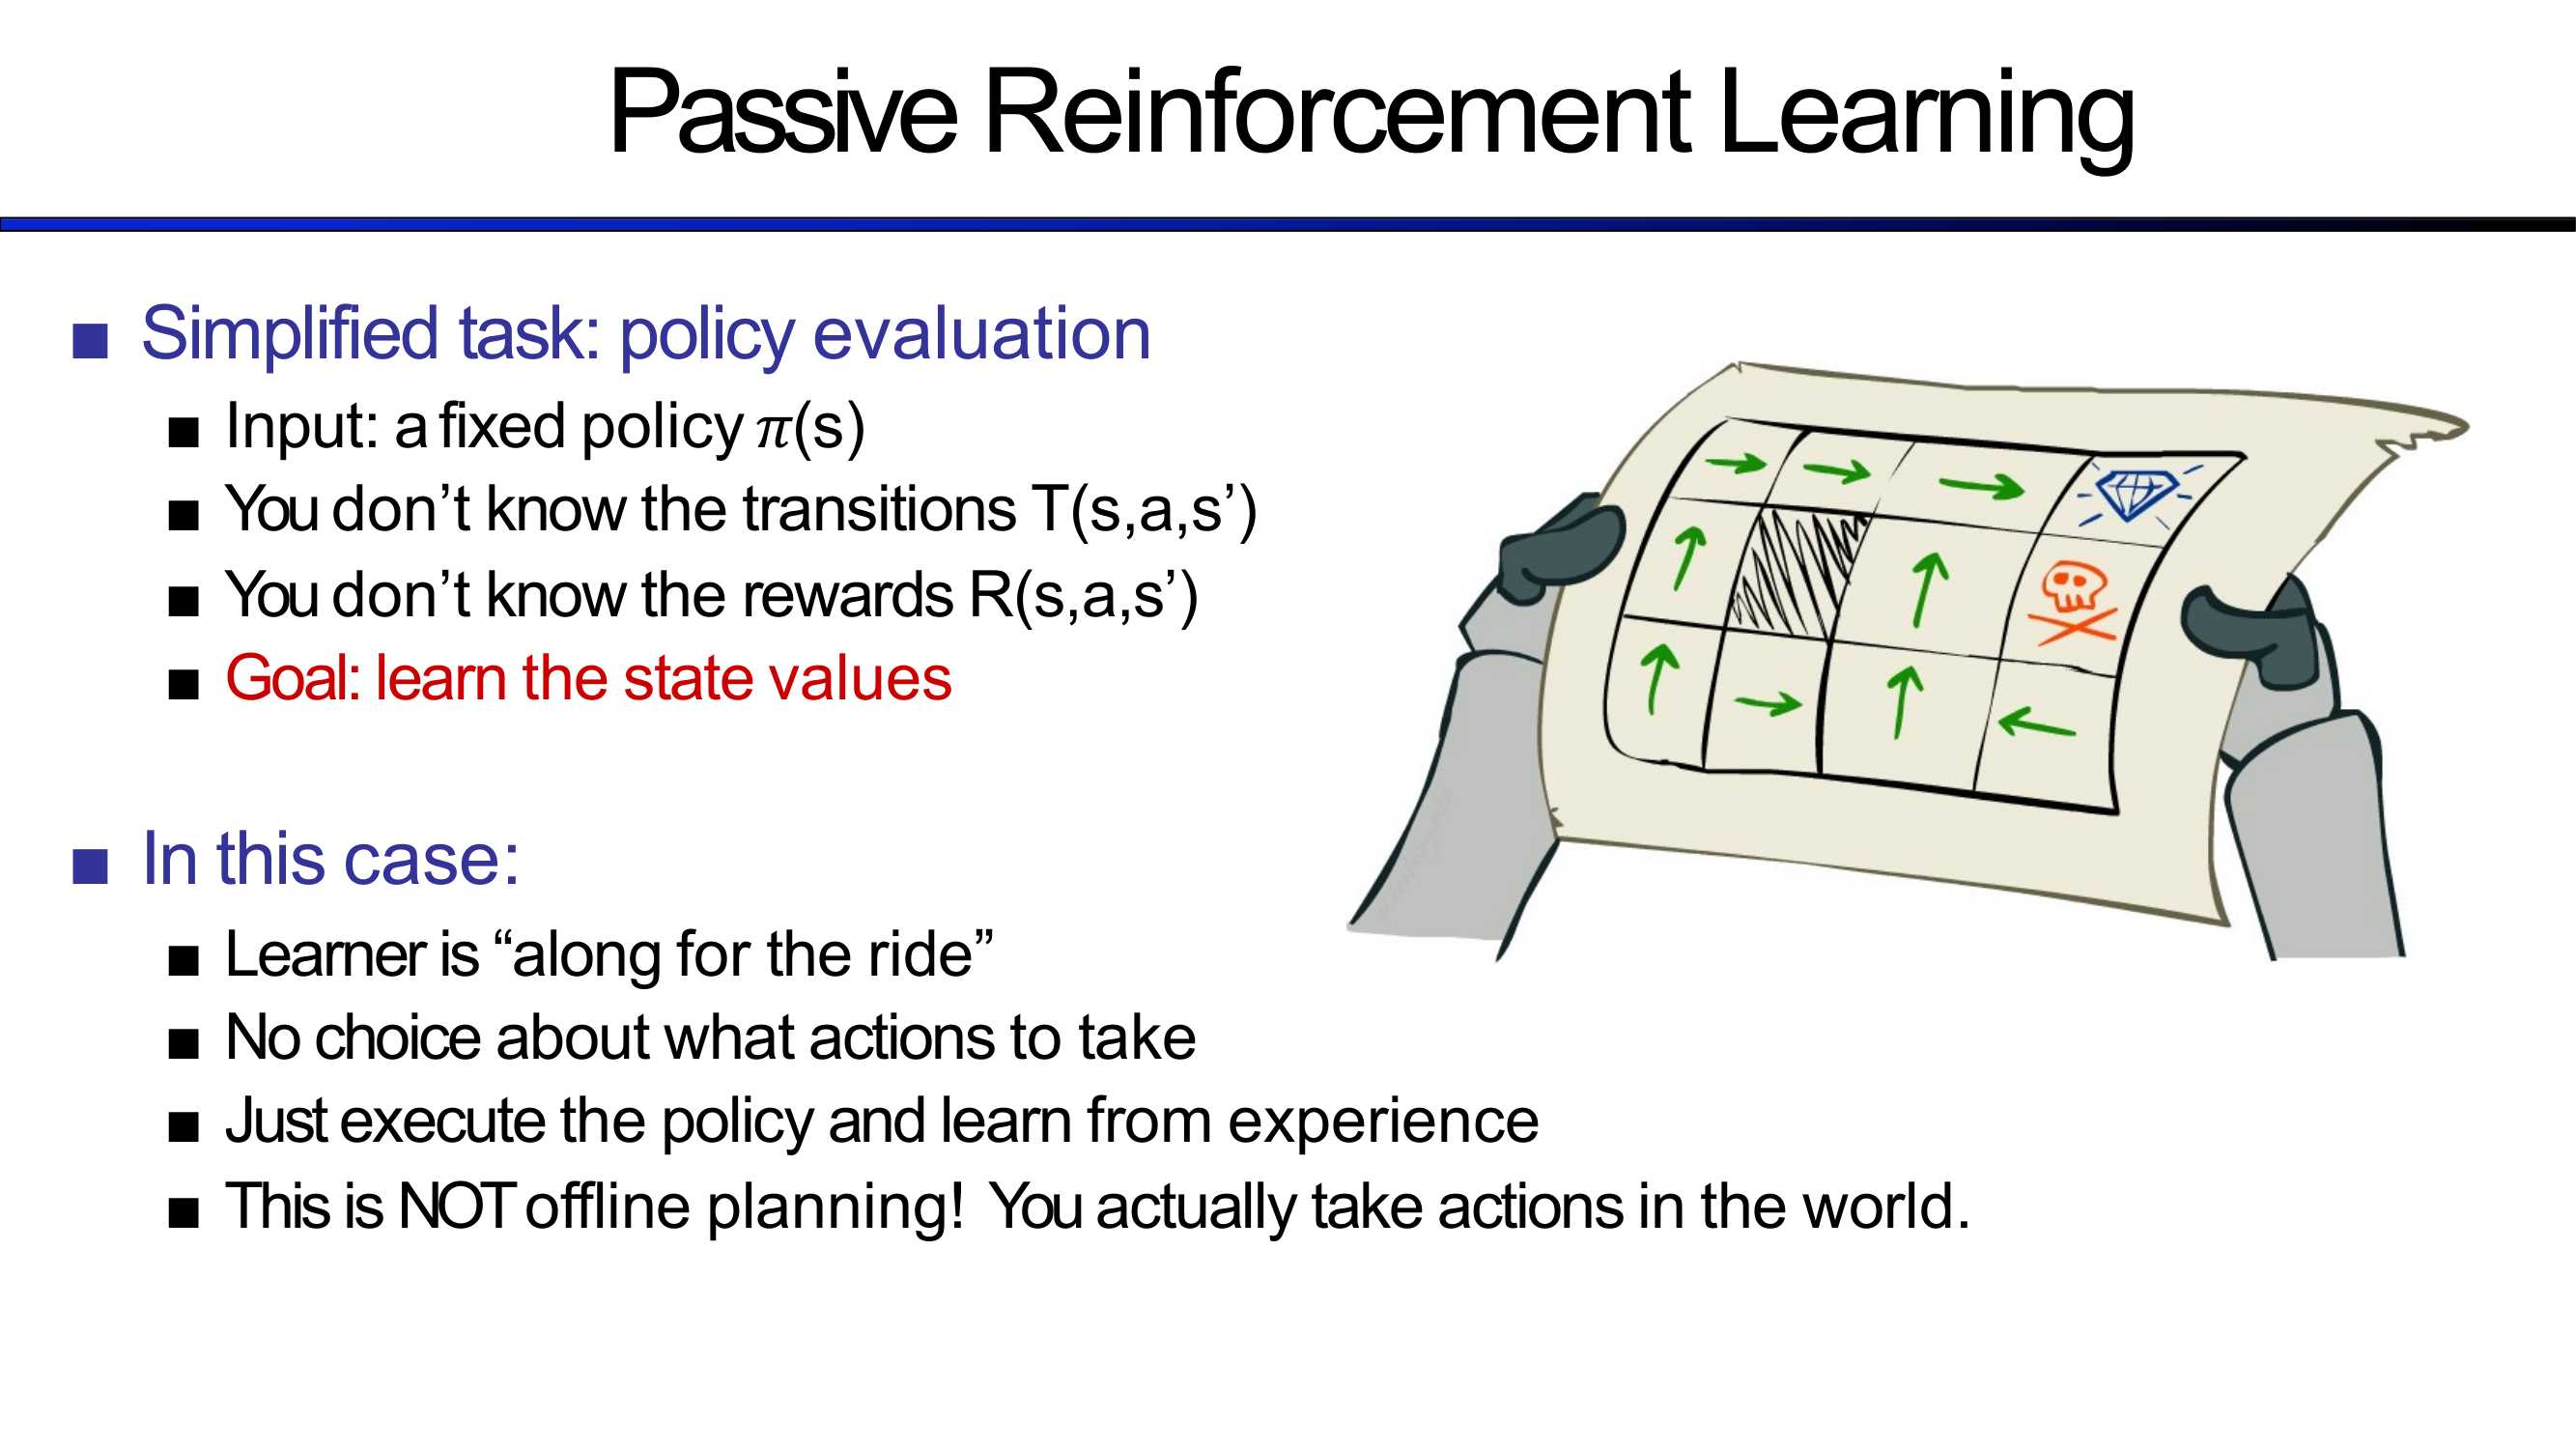 Passive Reinforcement Learning
■ Simplified task: policy evaluation
■ Input: a fixed policy π(s)
■ You don’t know the transitions T(s,a,s’)
■ You don’t know the rewards R(s,a,s’)
■ Goal: learn the state values
■ In this case:
■ Learner is “along for the ride”
■ No choice about what actions to take
■ Just execute the policy and learn from experience
■ This is NOT offline planning! You actually take actions in the world.